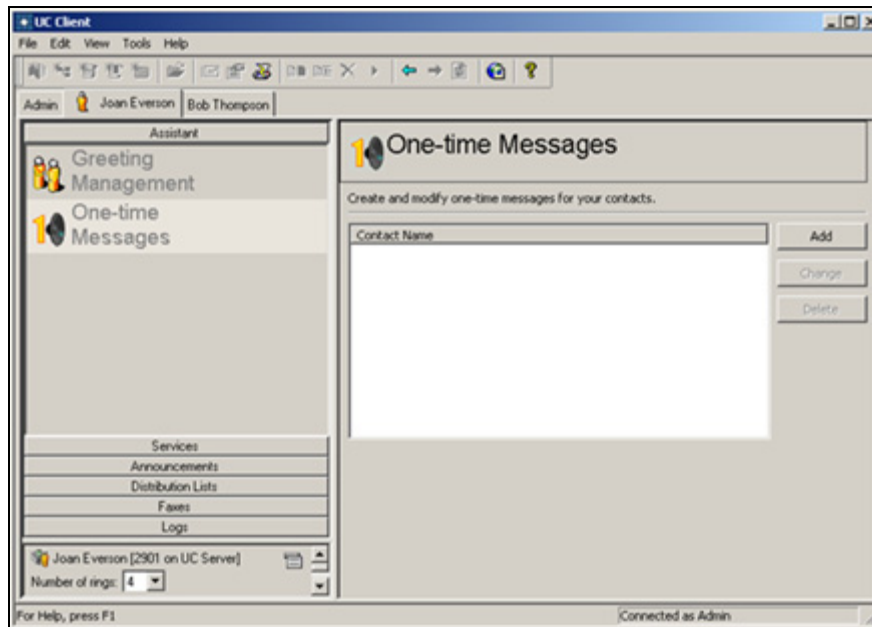 UC Client
File Edit View Tools Help
Admin Joan Everson Bob Thompson
Assistant
Greeting
Management
One-time
Messages
Services
Announcements
Distribution Lists
Faxes
Logs
Joan Everson [2901 on UC Server]
Number of rings: 4
One-time Messages
Create and modify one-time messages for your contacts.
Contact Name
Add
Change
Delete
For Help, press F1
Connected as Admin